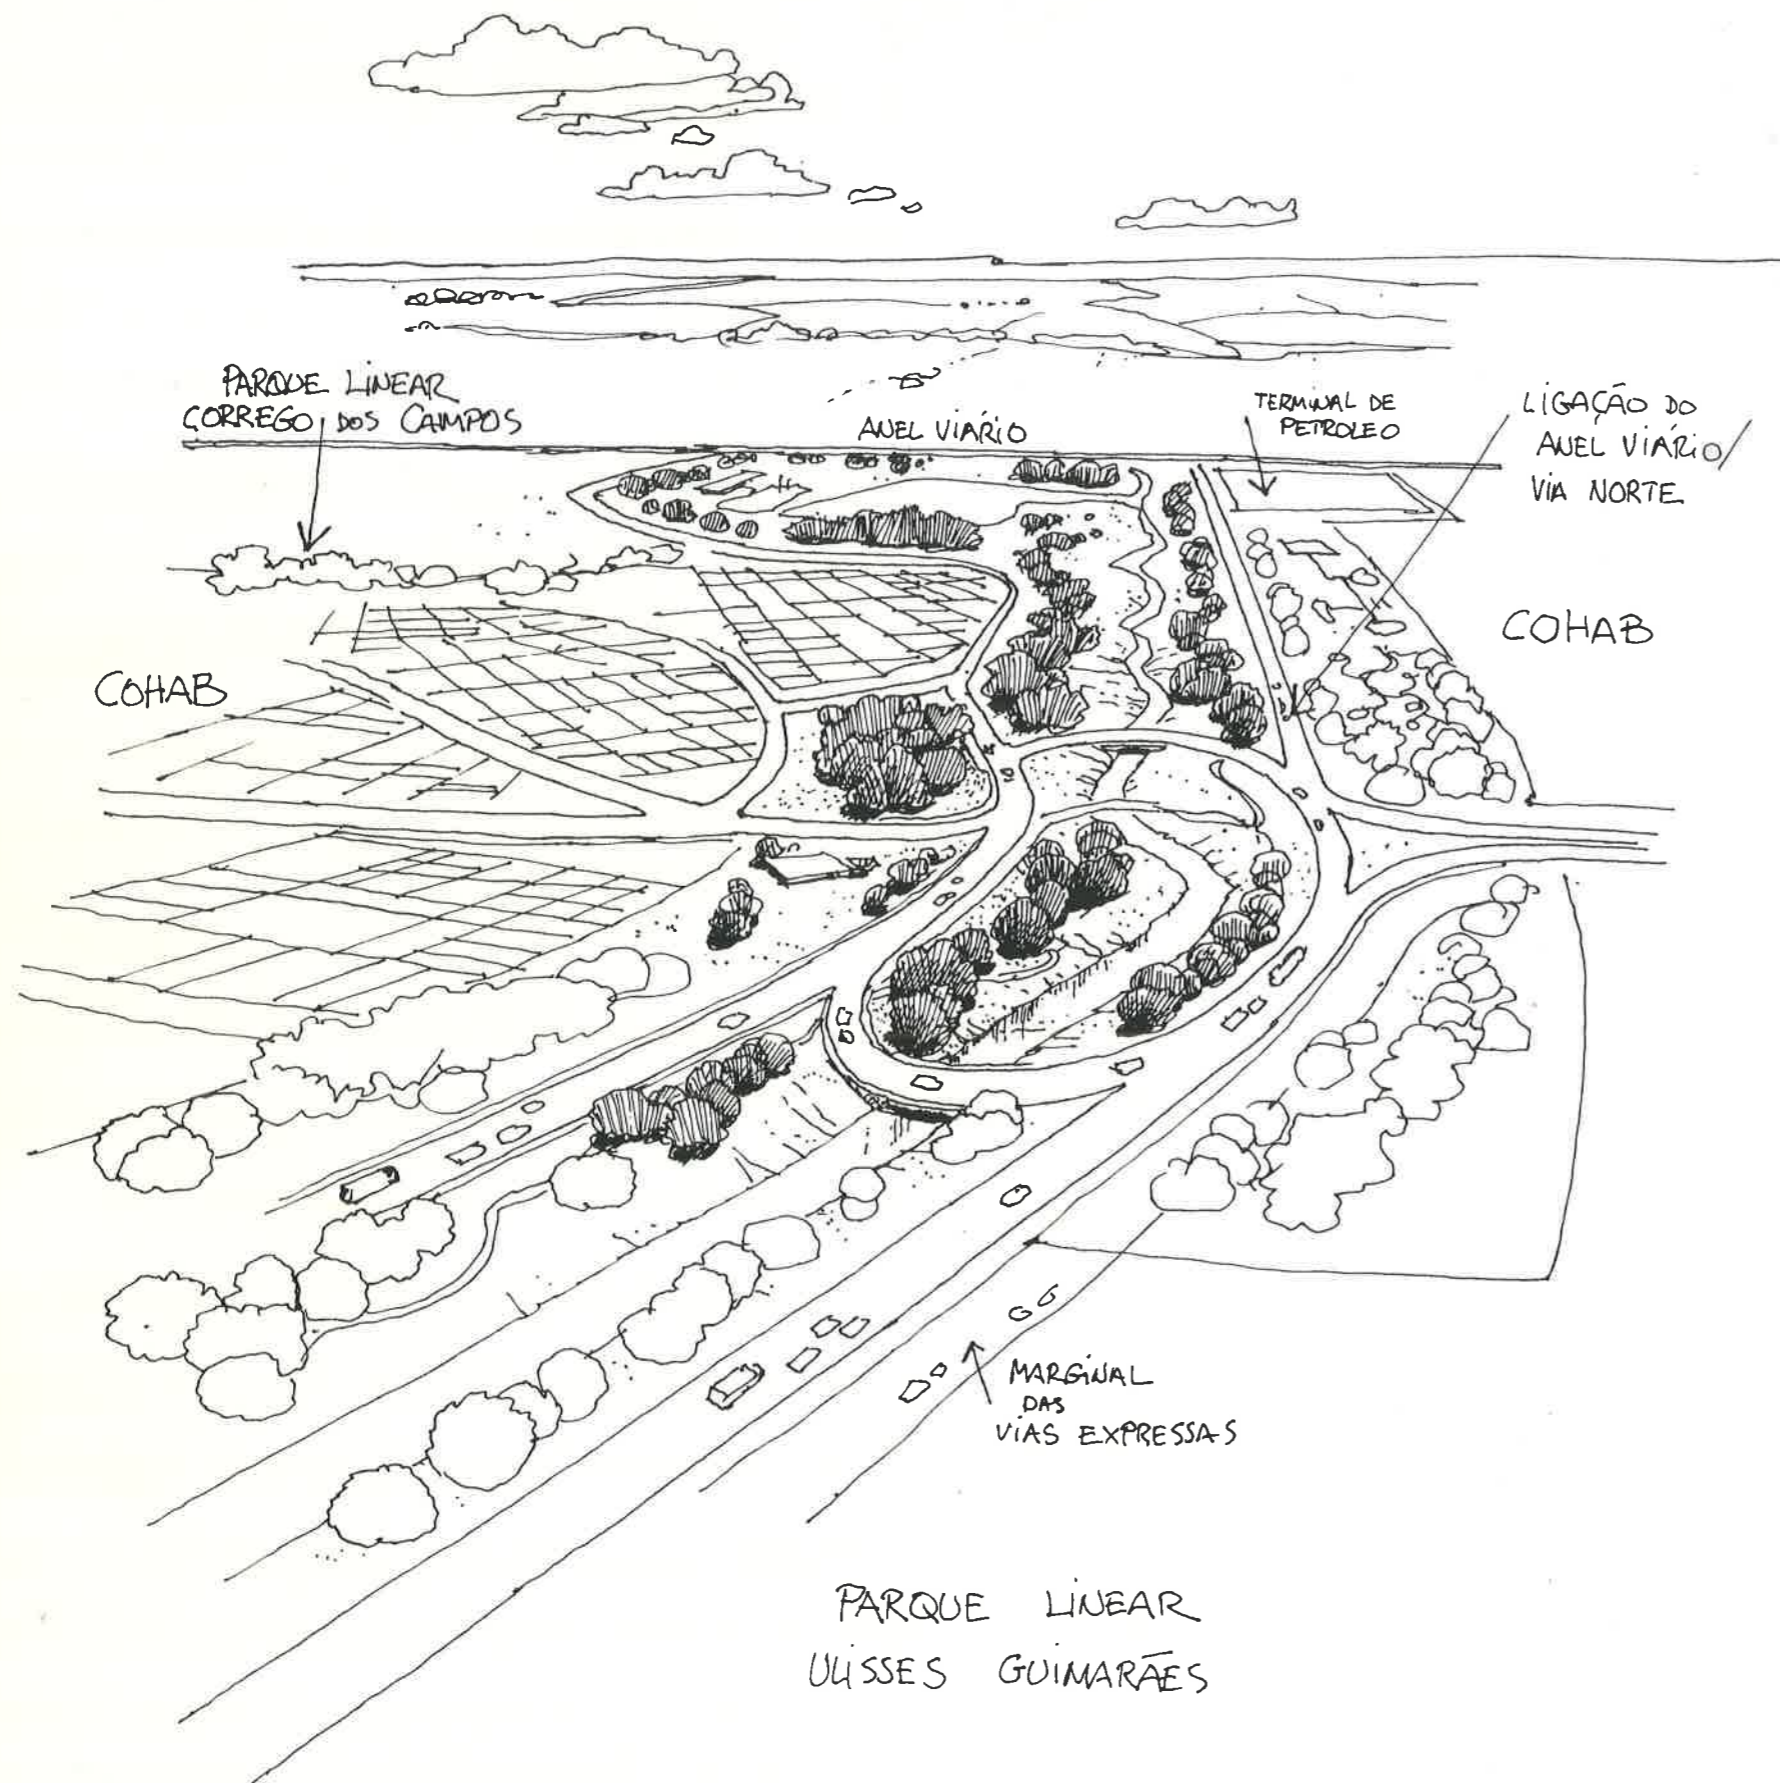 PARQUE LINEAR
CORREGO DOS CAMPOS
ANEL VIÁRIO
TERMINAL DE
PETROLEO
LIGAÇÃO DO
ANEL VIÁRIO/
VIA NORTE
COHAB
COHAB
MARGINAL
DAS
VIAS EXPRESSAS
PARQUE LINEAR
ULISSES GUIMARÃES